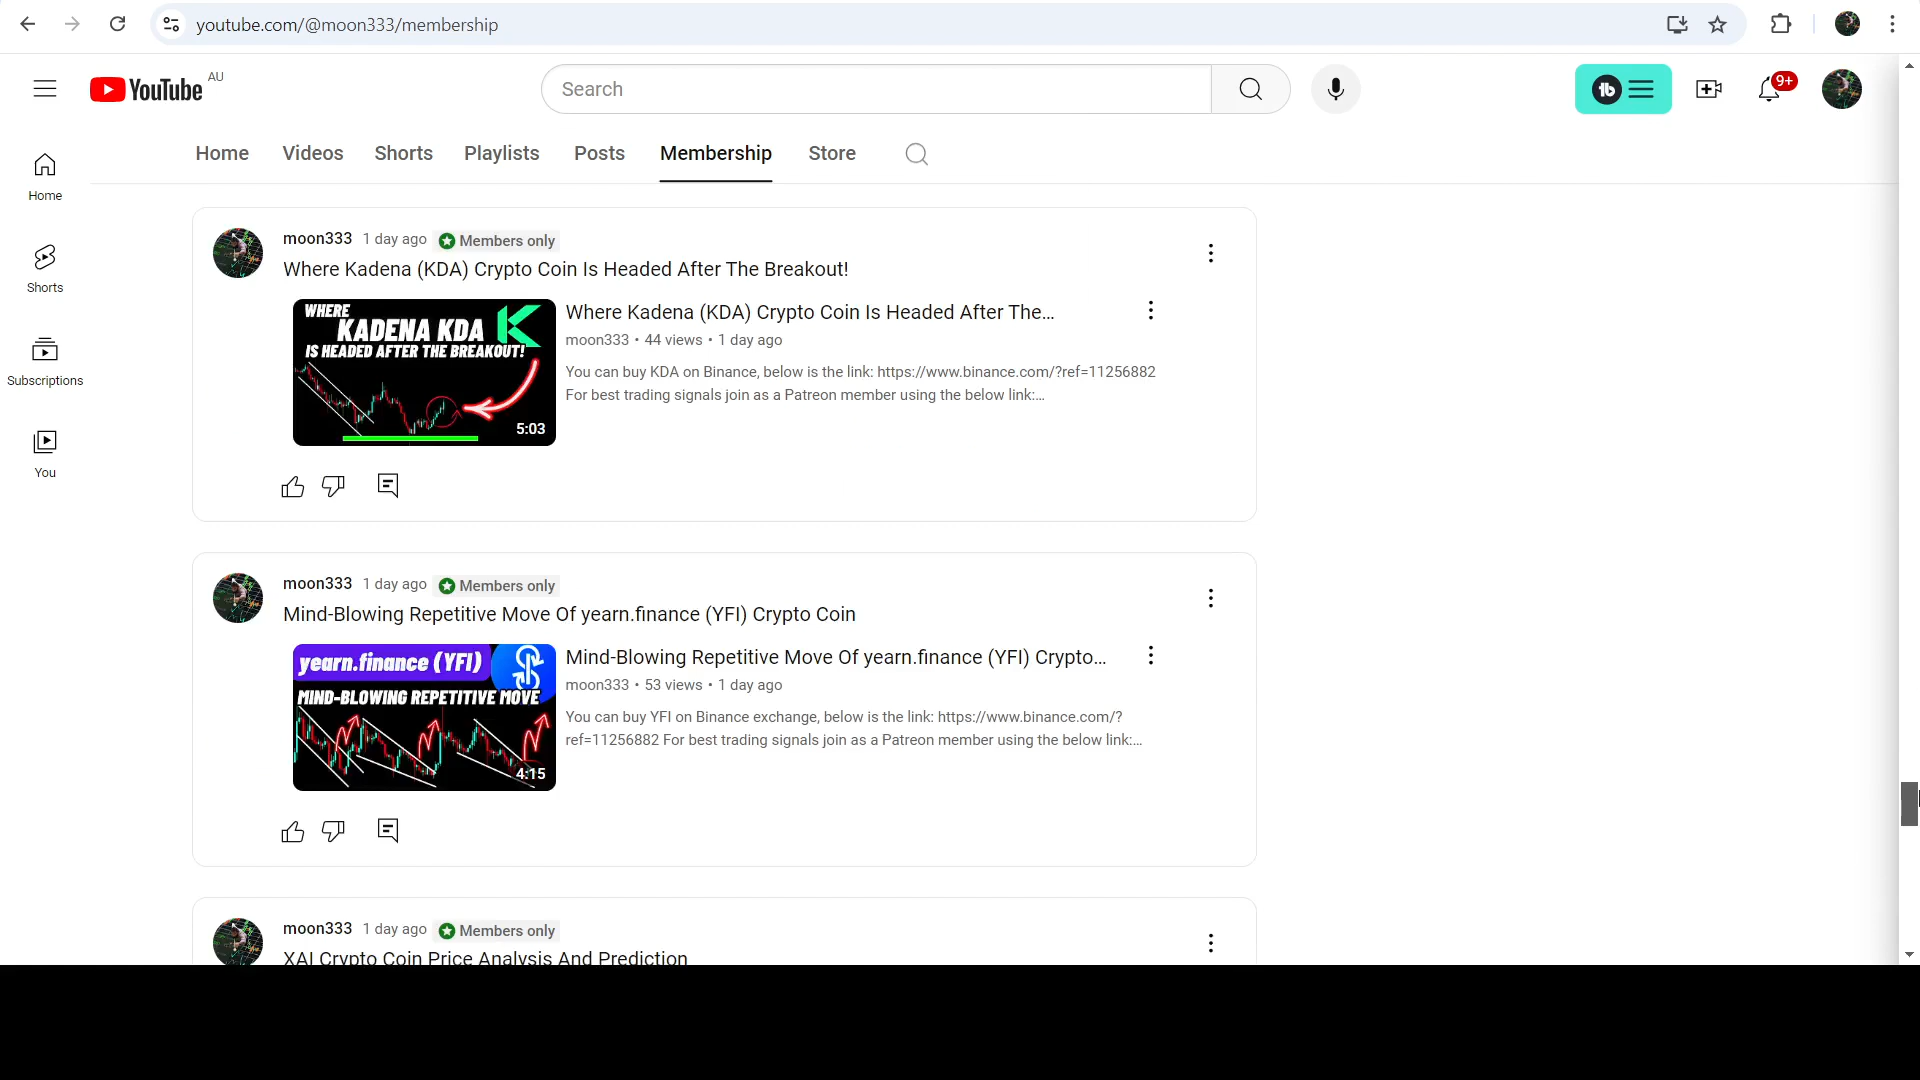 youtube.com/@moon333/membership
YouTube AU
Search
9+
Home Videos Shorts Playlists Posts Membership Store
Home
Shorts
Subscriptions
You
moon333 1 day ago Members only
Where Kadena (KDA) Crypto Coin Is Headed After The Breakout!
WHERE
KADENA KDA
IS HEADED AFTER THE BREAKOUT!
5:03
Where Kadena (KDA) Crypto Coin Is Headed After The...
moon333 • 44 views • 1 day ago
You can buy KDA on Binance, below is the link: https://www.binance.com/?ref=11256882
For best trading signals join as a Patreon member using the below link:...
moon333 1 day ago Members only
Mind-Blowing Repetitive Move Of yearn.finance (YFI) Crypto Coin
yearn.finance (YFI)
MIND-BLOWING REPETITIVE MOVE
4:15
Mind-Blowing Repetitive Move Of yearn.finance (YFI) Crypto...
moon333 • 53 views • 1 day ago
You can buy YFI on Binance exchange, below is the link: https://www.binance.com/?
ref=11256882 For best trading signals join as a Patreon member using the below link:...
moon333 1 day ago Members only
XAI Crypto Coin Price Analysis And Prediction